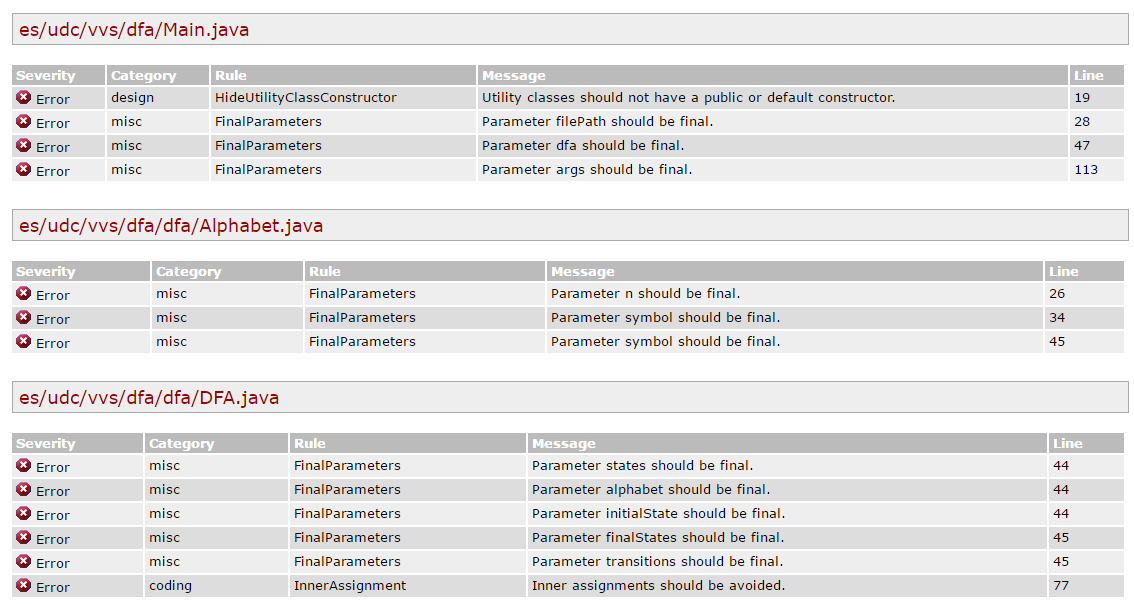 es/udc/vvs/dfa/Main.java
Severity Category Rule Message Line
Error design HideUtilityClassConstructor Utility classes should not have a public or default constructor. 19
Error misc FinalParameters Parameter filePath should be final. 28
Error misc FinalParameters Parameter dfa should be final. 47
Error misc FinalParameters Parameter args should be final. 113
es/udc/vvs/dfa/dfa/Alphabet.java
Severity Category Rule Message Line
Error misc FinalParameters Parameter n should be final. 26
Error misc FinalParameters Parameter symbol should be final. 34
Error misc FinalParameters Parameter symbol should be final. 45
es/udc/vvs/dfa/dfa/DFA.java
Severity Category Rule Message Line
Error misc FinalParameters Parameter states should be final. 44
Error misc FinalParameters Parameter alphabet should be final. 44
Error misc FinalParameters Parameter initialState should be final. 44
Error misc FinalParameters Parameter finalStates should be final. 45
Error misc FinalParameters Parameter transitions should be final. 45
Error coding InnerAssignment Inner assignments should be avoided. 77